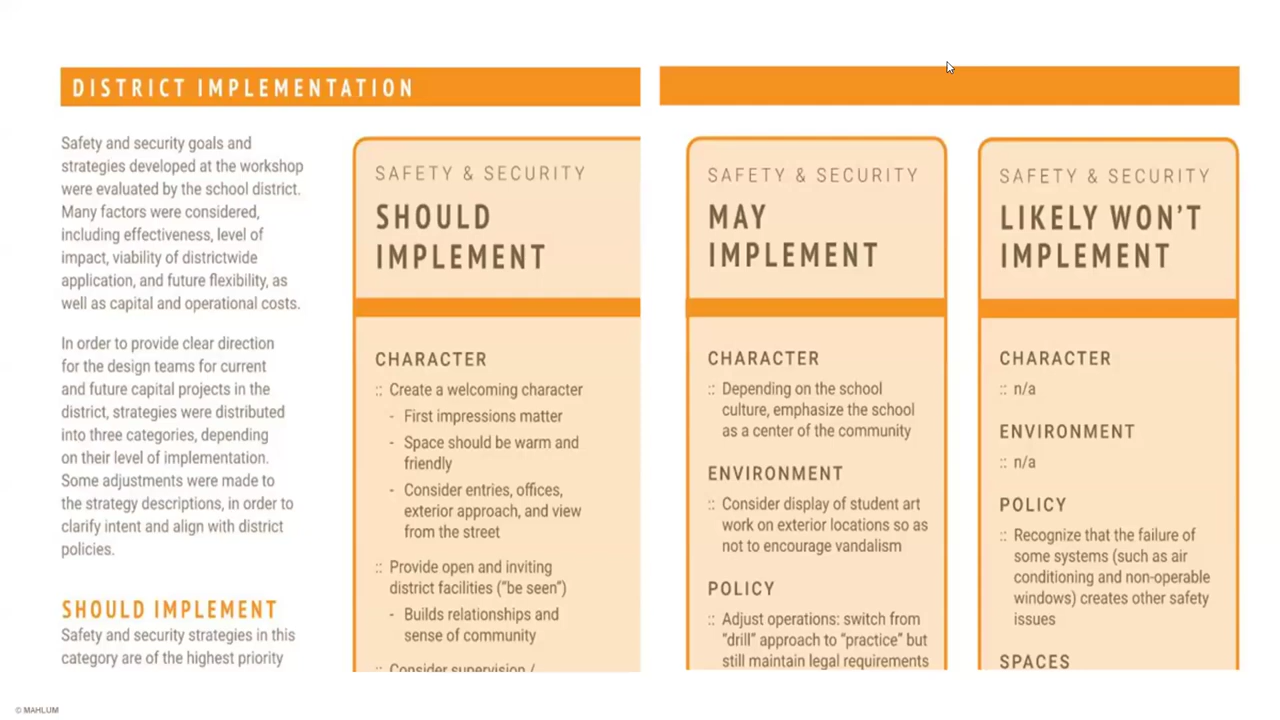 DISTRICT IMPLEMENTATION
Safety and security goals and
strategies developed at the workshop
were evaluated by the school district.
Many factors were considered,
including effectiveness, level of
impact, viability of districtwide
application, and future flexibility, as
well as capital and operational costs.
In order to provide clear direction
for the design teams for current
and future capital projects in the
district, strategies were distributed
into three categories, depending
on their level of implementation.
Some adjustments were made to
the strategy descriptions, in order to
clarify intent and align with district
policies.
SHOULD IMPLEMENT
Safety and security strategies in this
category are of the highest priority
SAFETY & SECURITY
SHOULD
IMPLEMENT
CHARACTER
:: Create a welcoming character
- First impressions matter
- Space should be warm and
friendly
- Consider entries, offices,
exterior approach, and view
from the street
:: Provide open and inviting
district facilities ("be seen")
- Builds relationships and
sense of community
:: Consider supervision /
SAFETY & SECURITY
MAY
IMPLEMENT
CHARACTER
:: Depending on the school
culture, emphasize the school
as a center of the community
ENVIRONMENT
:: Consider display of student art
work on exterior locations so as
not to encourage vandalism
POLICY
:: Adjust operations: switch from
"drill" approach to "practice" but
still maintain legal requirements
SAFETY & SECURITY
LIKELY WON'T
IMPLEMENT
CHARACTER
:: n/a
ENVIRONMENT
:: n/a
POLICY
:: Recognize that the failure of
some systems (such as air
conditioning and non-operable
windows) creates other safety
issues
SPACES
© MAHLUM